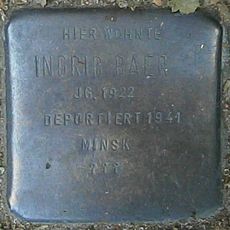 HIER WOHNTE
INGRID BAER
JG. 1922
DEPORTIERT 1941
MINSK
???